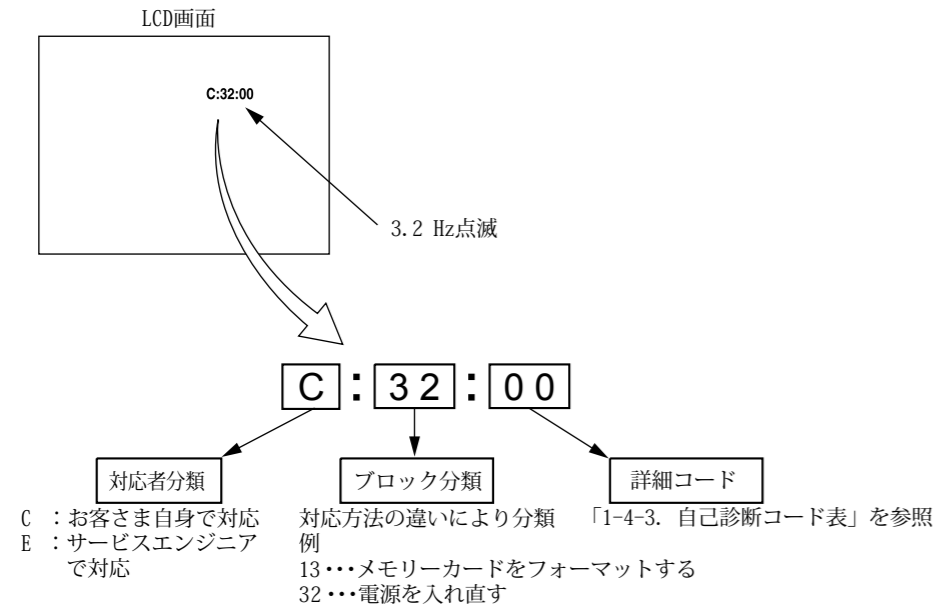 LCD画面
C:32:00
3.2 Hz点滅
C:32:00
対応者分類
ブロック分類
詳細コード
C :お客さま自身で対応
E :サービスエンジニア
で対応
対応方法の違いにより分類
例
13･･･メモリーカードをフォーマットする
32･･･電源を入れ直す
「1-4-3. 自己診断コード表」を参照